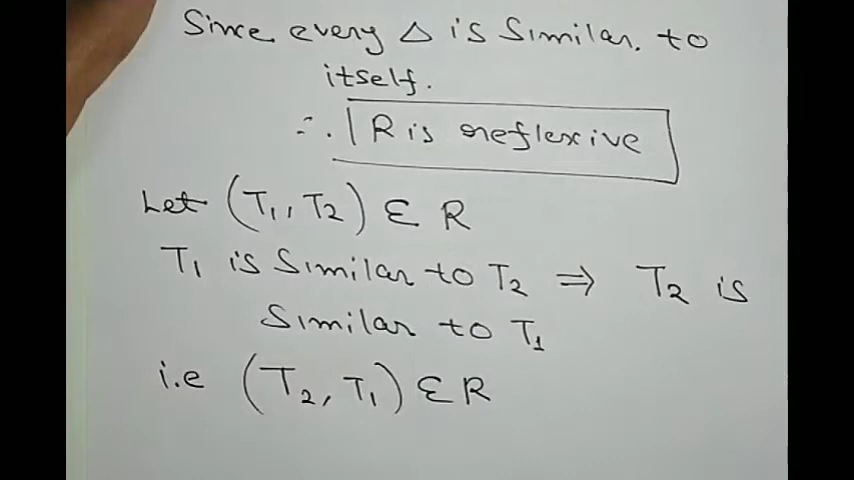 Since every △ is Similar. to
itself.
∴ R is reflexive
Let (T₁, T₂) ∈ R
T₁ is Similar to T₂ ⇒ T₂ is
Similar to T₁
i.e (T₂, T₁) ∈ R